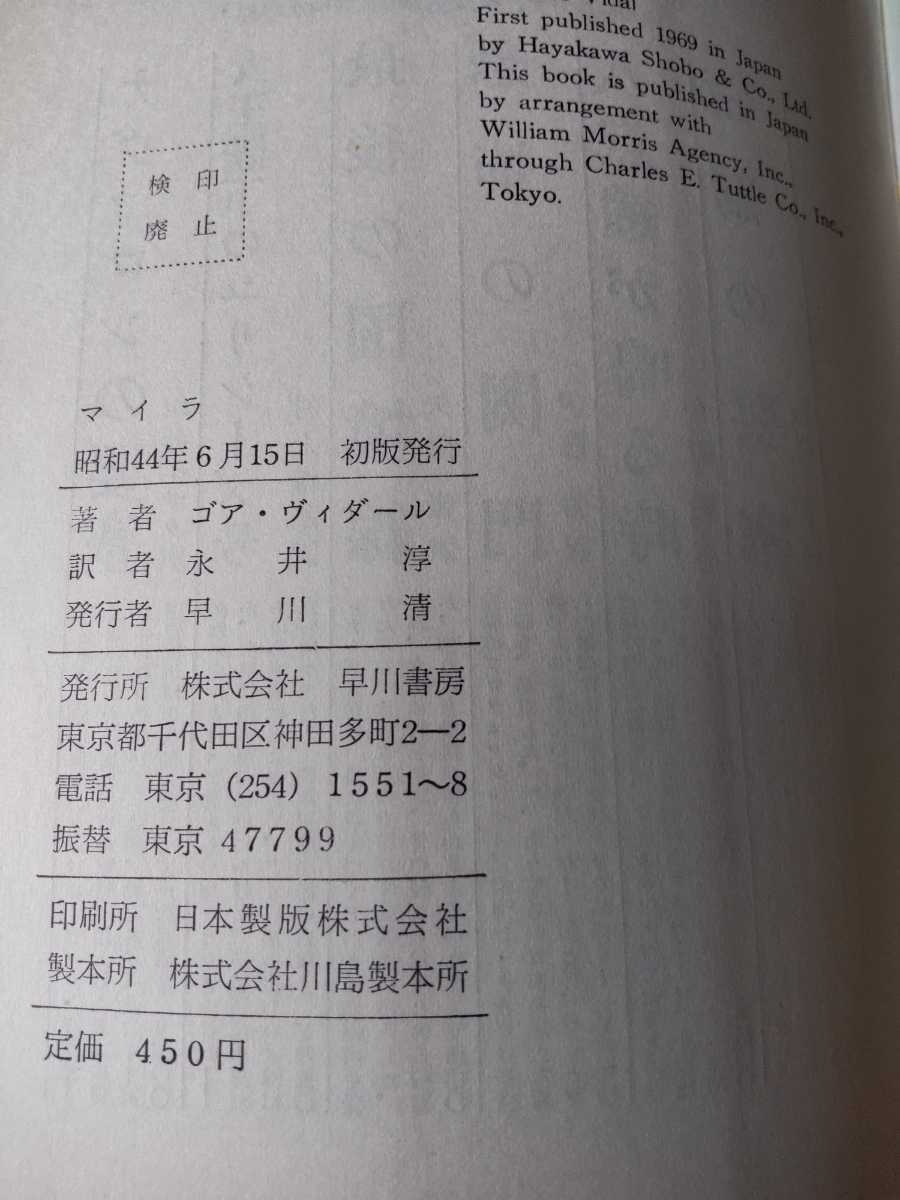 Vidal
First published 1969 in Japan
by Hayakawa Shobo & Co., Ltd.
This book is published in Japan
by arrangement with
William Morris Agency, Inc.,
through Charles E. Tuttle Co., Inc.,
Tokyo.
検印
廃止
マイラ
昭和44年6月15日 初版発行
著者 ゴア・ヴィダール
訳者 永井淳
発行者 早川清
発行所 株式会社 早川書房
東京都千代田区神田多町2―2
電話 東京 (254) 1551〜8
振替 東京 47799
印刷所 日本製版株式会社
製本所 株式会社川島製本所
定価 450円